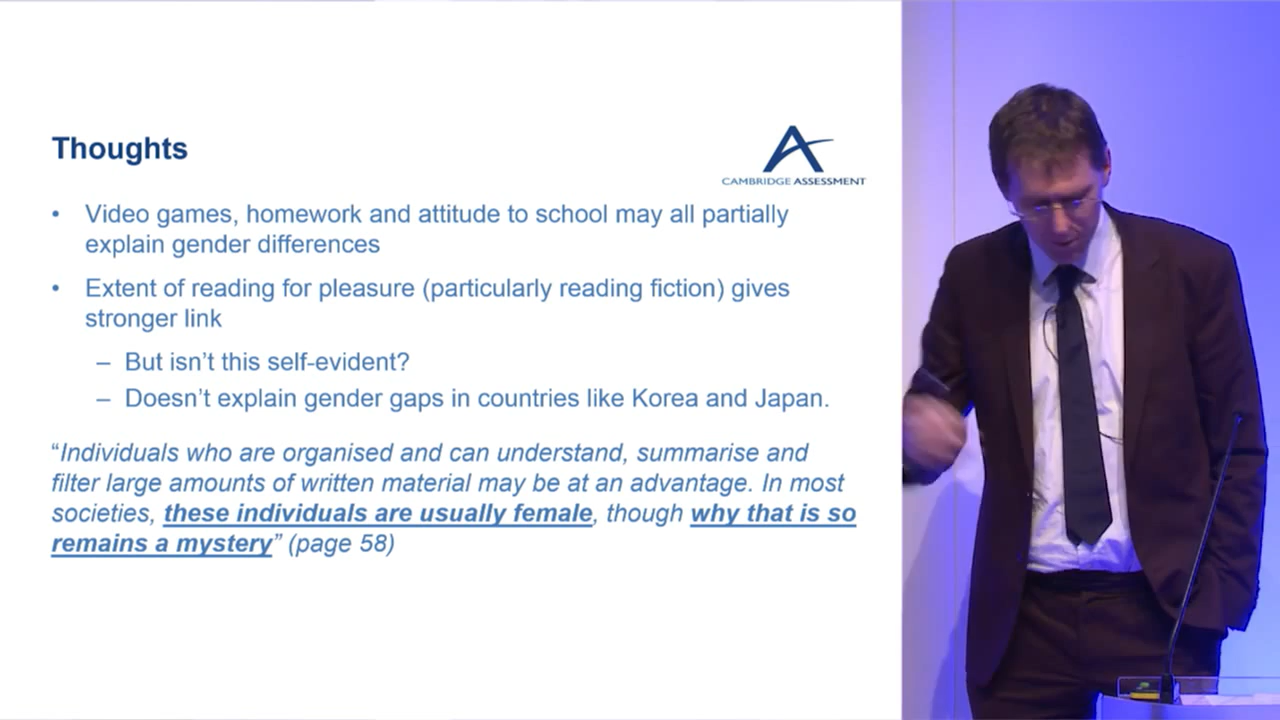 Thoughts
CAMBRIDGE ASSESSMENT
• Video games, homework and attitude to school may all partially
explain gender differences
• Extent of reading for pleasure (particularly reading fiction) gives
stronger link
– But isn’t this self-evident?
– Doesn’t explain gender gaps in countries like Korea and Japan.
“Individuals who are organised and can understand, summarise and
filter large amounts of written material may be at an advantage. In most
societies, these individuals are usually female, though why that is so
remains a mystery” (page 58)